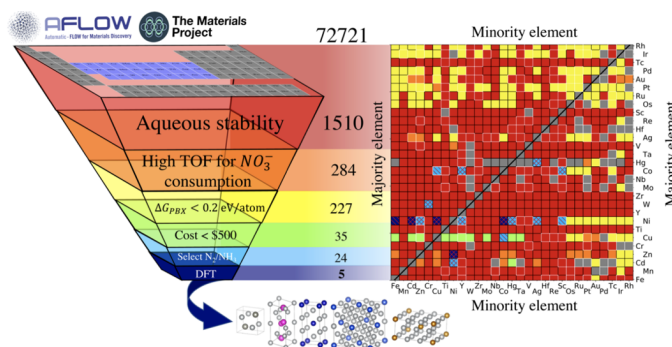 AFLOW
Automatic - FLOW for Materials Discovery
The Materials
Project
72721
Aqueous stability
1510
High TOF for NO3-
consumption
284
ΔG_PBX < 0.2 eV/atom
227
Cost < $500
35
Select N2/NH3
24
DFT
5
Minority element
Majority element
Rh
Ir
Tc
Pd
Au
Pt
Ru
Os
Sc
Re
Hf
Ag
V
Ta
Hg
Co
Nb
Mo
Zr
W
Y
Ni
Ti
Cu
Cr
Zn
Cd
Mn
Fe
Fe Cd Cr Ti Y Zr Nb Hg V Hf Sc Ru Au Tc Rh
Mn Zn Cu Ni W Mo Co Ta Ag Re Os Pt Pd Ir
Minority element
Majority element